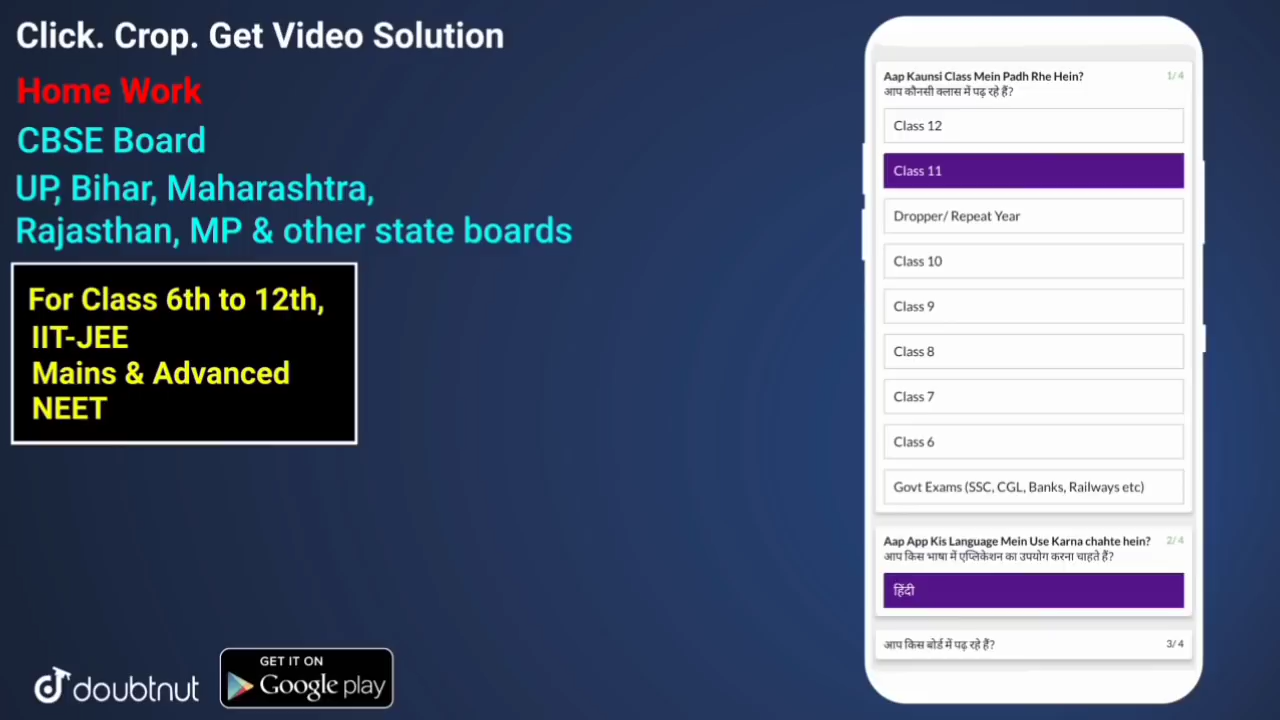 Click. Crop. Get Video Solution
Home Work
CBSE Board
UP, Bihar, Maharashtra,
Rajasthan, MP & other state boards
For Class 6th to 12th,
IIT-JEE
Mains & Advanced
NEET
doubtnut
GET IT ON
Google play
Aap Kaunsi Class Mein Padh Rhe Hein? 1/4
आप कौनसी क्लास में पढ़ रहे हैं?
Class 12
Class 11
Dropper/ Repeat Year
Class 10
Class 9
Class 8
Class 7
Class 6
Govt Exams (SSC, CGL, Banks, Railways etc)
Aap App Kis Language Mein Use Karna chahte hein? 2/4
आप किस भाषा में एप्लिकेशन का उपयोग करना चाहते हैं?
हिंदी
आप किस बोर्ड में पढ़ रहे हैं? 3/4